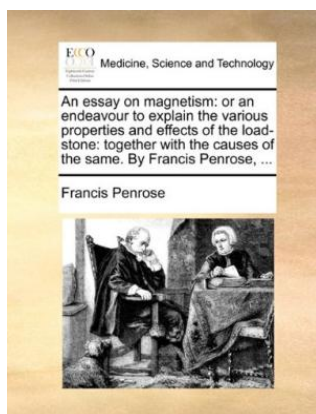 ECCO
Medicine, Science and Technology
An essay on magnetism: or an
endeavour to explain the various
properties and effects of the load-
stone: together with the causes of
the same. By Francis Penrose, ...
Francis Penrose